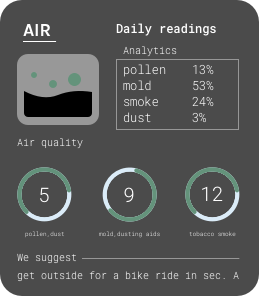 AIR
Daily readings
Analytics
pollen 13%
mold 53%
smoke 24%
dust 3%
Air quality
5
9
12
pollen,dust
mold,dusting aids
tobacco smoke
We suggest
get outside for a bike ride in sec. A